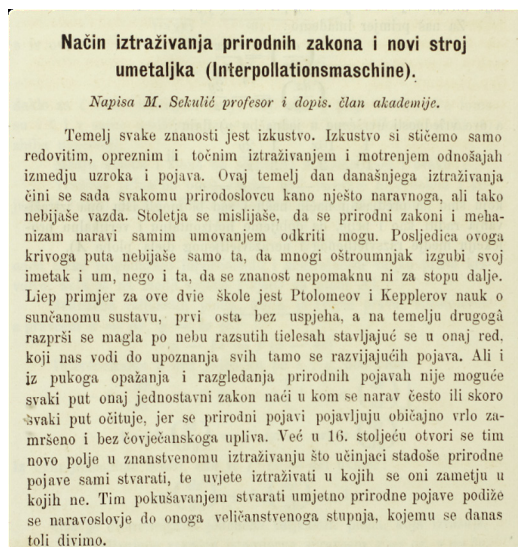 Način iztraživanja prirodnih zakona i novi stroj
umetaljka (Interpollationsmaschine).
Napisa M. Sekulić profesor i dopis. član akademije.
Temelj svake znanosti jest izkustvo. Izkustvo si stičemo samo
redovitim, opreznim i točnim iztraživanjem i motrenjem odnošajah
izmedju uzroka i pojava. Ovaj temelj dan današnjega iztraživanja
čini se sada svakomu prirodoslovcu kano nješto naravnoga, ali tako
nebijaše vazda. Stoletja se mislijaše, da se prirodni zakoni i meha-
nizam naravi samim umovanjem odkriti mogu. Posljedica ovoga
krivoga puta nebijaše samo ta, da mnogi oštroumnjak izgubi svoj
imetak i um, nego i ta, da se znanost nepomaknu ni za stopu dalje.
Liep primjer za ove dvie škole jest Ptolomeov i Kepplerov nauk o
sunčanomu sustavu, prvi osta bez uspjeha, a na temelju drugogâ
razprši se magla po nebu razsutih tielesah stavljajuć se u onaj red,
koji nas vodi do upoznanja svih tamo se razvijajućih pojava. Ali i
iz pukoga opažanja i razgledanja prirodnih pojavah nije moguće
svaki put onaj jednostavni zakon naći u kom se narav često ili skoro
svaki put očituje, jer se prirodni pojavi pojavljuju običajno vrlo za-
mršeno i bez čovječanskoga upliva. Već u 16. stoljeću otvori se tim
novo polje u znanstvenomu iztraživanju što učinjaci stadoše prirodne
pojave sami stvarati, te uvjete iztraživati u kojih se oni zametju u
kojih ne. Tim pokušavanjem stvarati umjetno prirodne pojave podiže
se naravoslovje do onoga veličanstvenoga stupnja, kojemu se danas
toli divimo.